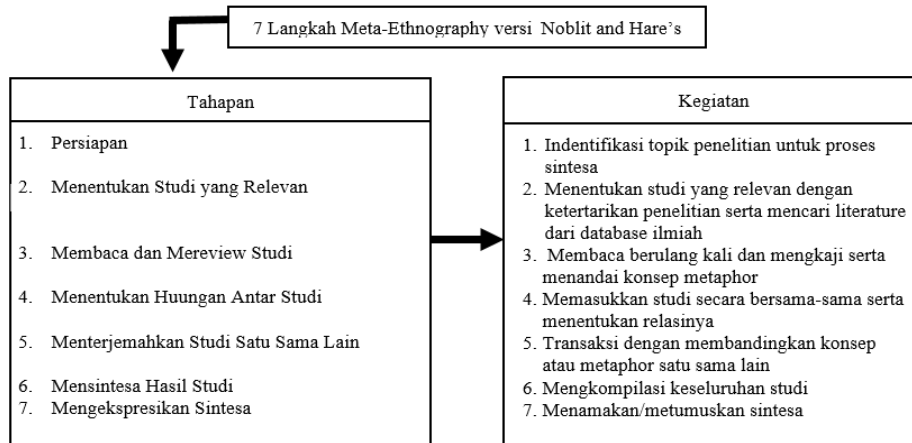 7 Langkah Meta-Ethnography versi Noblit and Hare's
Tahapan
1. Persiapan
2. Menentukan Studi yang Relevan
3. Membaca dan Mereview Studi
4. Menentukan Huungan Antar Studi
5. Menterjemahkan Studi Satu Sama Lain
6. Mensintesa Hasil Studi
7. Mengekspresikan Sintesa
Kegiatan
1. Indentifikasi topik penelitian untuk proses
sintesa
2. Menentukan studi yang relevan dengan
ketertarikan penelitian serta mencari literature
dari database ilmiah
3. Membaca berulang kali dan mengkaji serta
menandai konsep metaphor
4. Memasukkan studi secara bersama-sama serta
menentukan relasinya
5. Transaksi dengan membandingkan konsep
atau metaphor satu sama lain
6. Mengkompilasi keseluruhan studi
7. Menamakan/metumuskan sintesa